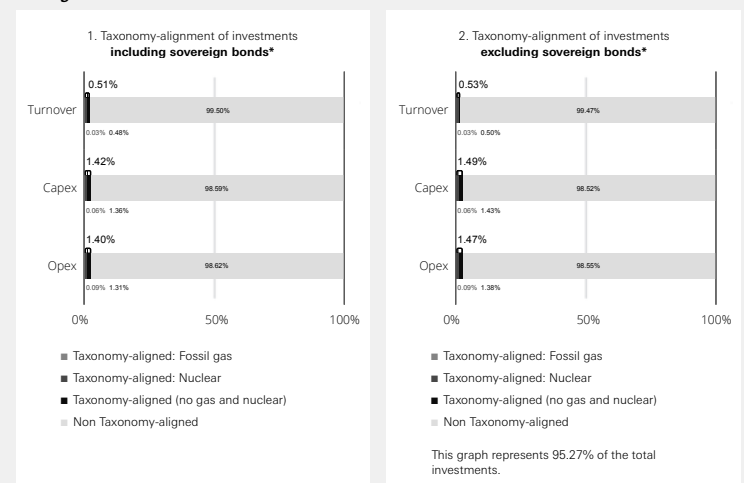 1. Taxonomy-alignment of investments
including sovereign bonds*
0.51%
Turnover
99.50%
0.03% 0.48%
1.42%
Capex
98.59%
0.06% 1.36%
1.40%
Opex
98.62%
0.09% 1.31%
0%
50%
100%
Taxonomy-aligned: Fossil gas
Taxonomy-aligned: Nuclear
Taxonomy-aligned (no gas and nuclear)
Non Taxonomy-aligned
2. Taxonomy-alignment of investments
excluding sovereign bonds*
0.53%
Turnover
99.47%
0.03% 0.50%
1.49%
Capex
98.52%
0.06% 1.43%
1.47%
Opex
98.55%
0.09% 1.38%
0%
50%
100%
Taxonomy-aligned: Fossil gas
Taxonomy-aligned: Nuclear
Taxonomy-aligned (no gas and nuclear)
Non Taxonomy-aligned
This graph represents 95.27% of the total
investments.